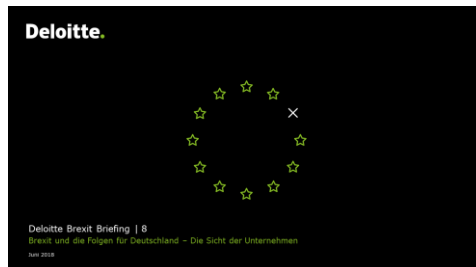 Deloitte.
Deloitte Brexit Briefing | 8
Brexit und die Folgen für Deutschland – Die Sicht der Unternehmen
Juni 2018